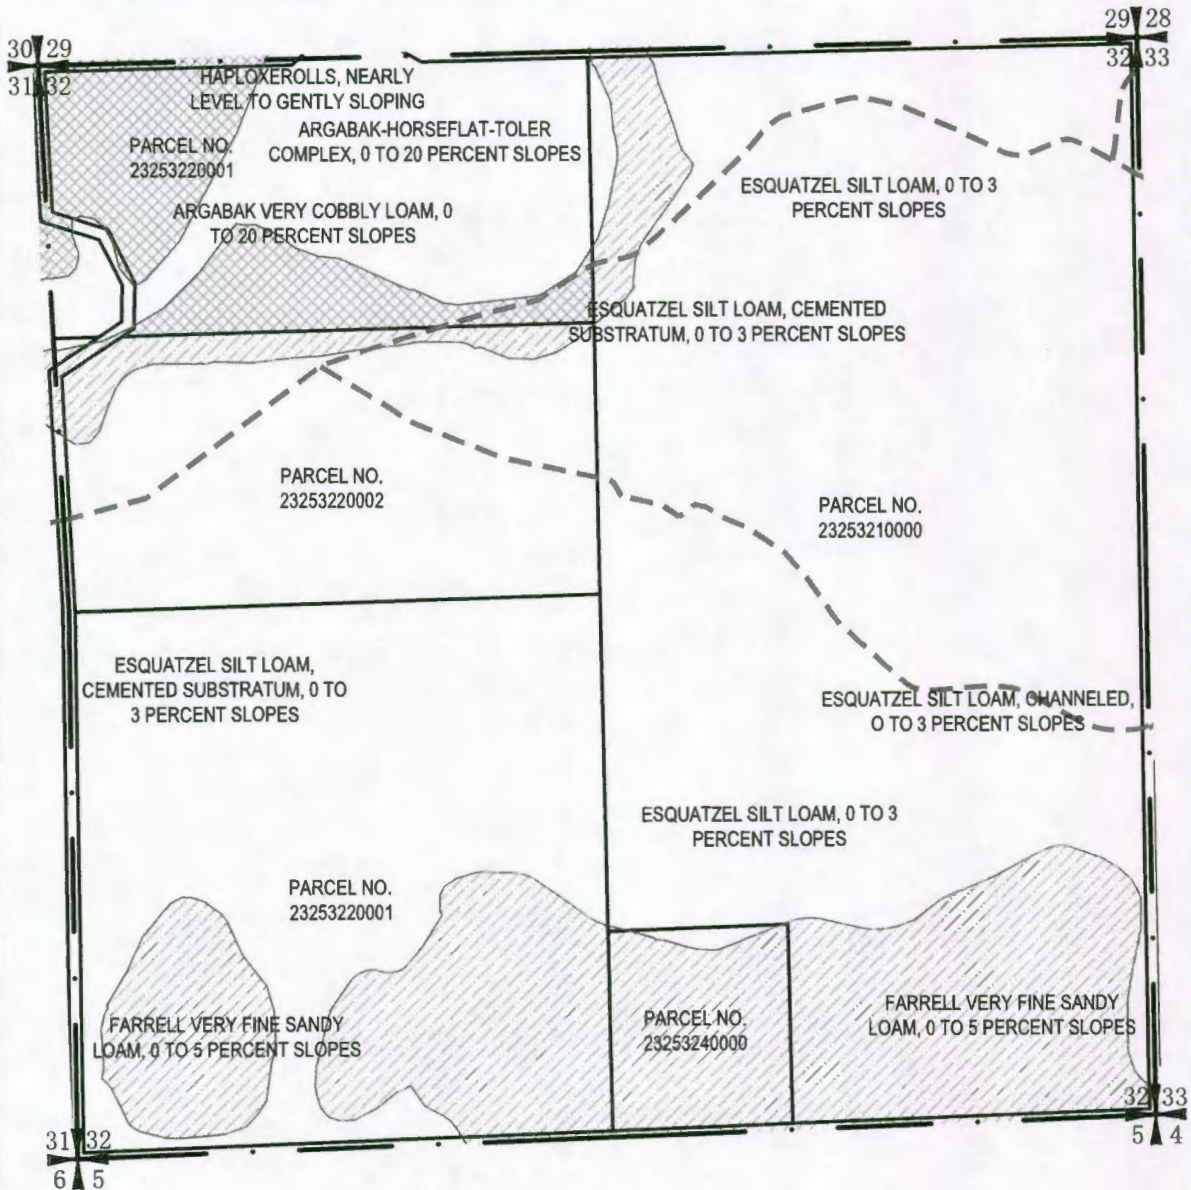 29 28
30 29
32 33
31 32
HAPLOXEROLLS, NEARLY
LEVEL TO GENTLY SLOPING
PARCEL NO.
23253220001
ARGABAK-HORSEFLAT-TOLER
COMPLEX, 0 TO 20 PERCENT SLOPES
ESQUATZEL SILT LOAM, 0 TO 3
PERCENT SLOPES
ARGABAK VERY COBBLY LOAM, 0
TO 20 PERCENT SLOPES
ESQUATZEL SILT LOAM, CEMENTED
SUBSTRATUM, 0 TO 3 PERCENT SLOPES
PARCEL NO.
23253220002
PARCEL NO.
23253210000
ESQUATZEL SILT LOAM,
CEMENTED SUBSTRATUM, 0 TO
3 PERCENT SLOPES
ESQUATZEL SILT LOAM, CHANNELED,
O TO 3 PERCENT SLOPES
ESQUATZEL SILT LOAM, 0 TO 3
PERCENT SLOPES
PARCEL NO.
23253220001
FARRELL VERY FINE SANDY
LOAM, 0 TO 5 PERCENT SLOPES
PARCEL NO.
23253240000
FARRELL VERY FINE SANDY
LOAM, 0 TO 5 PERCENT SLOPES
32 33
5 4
31 32
6 5